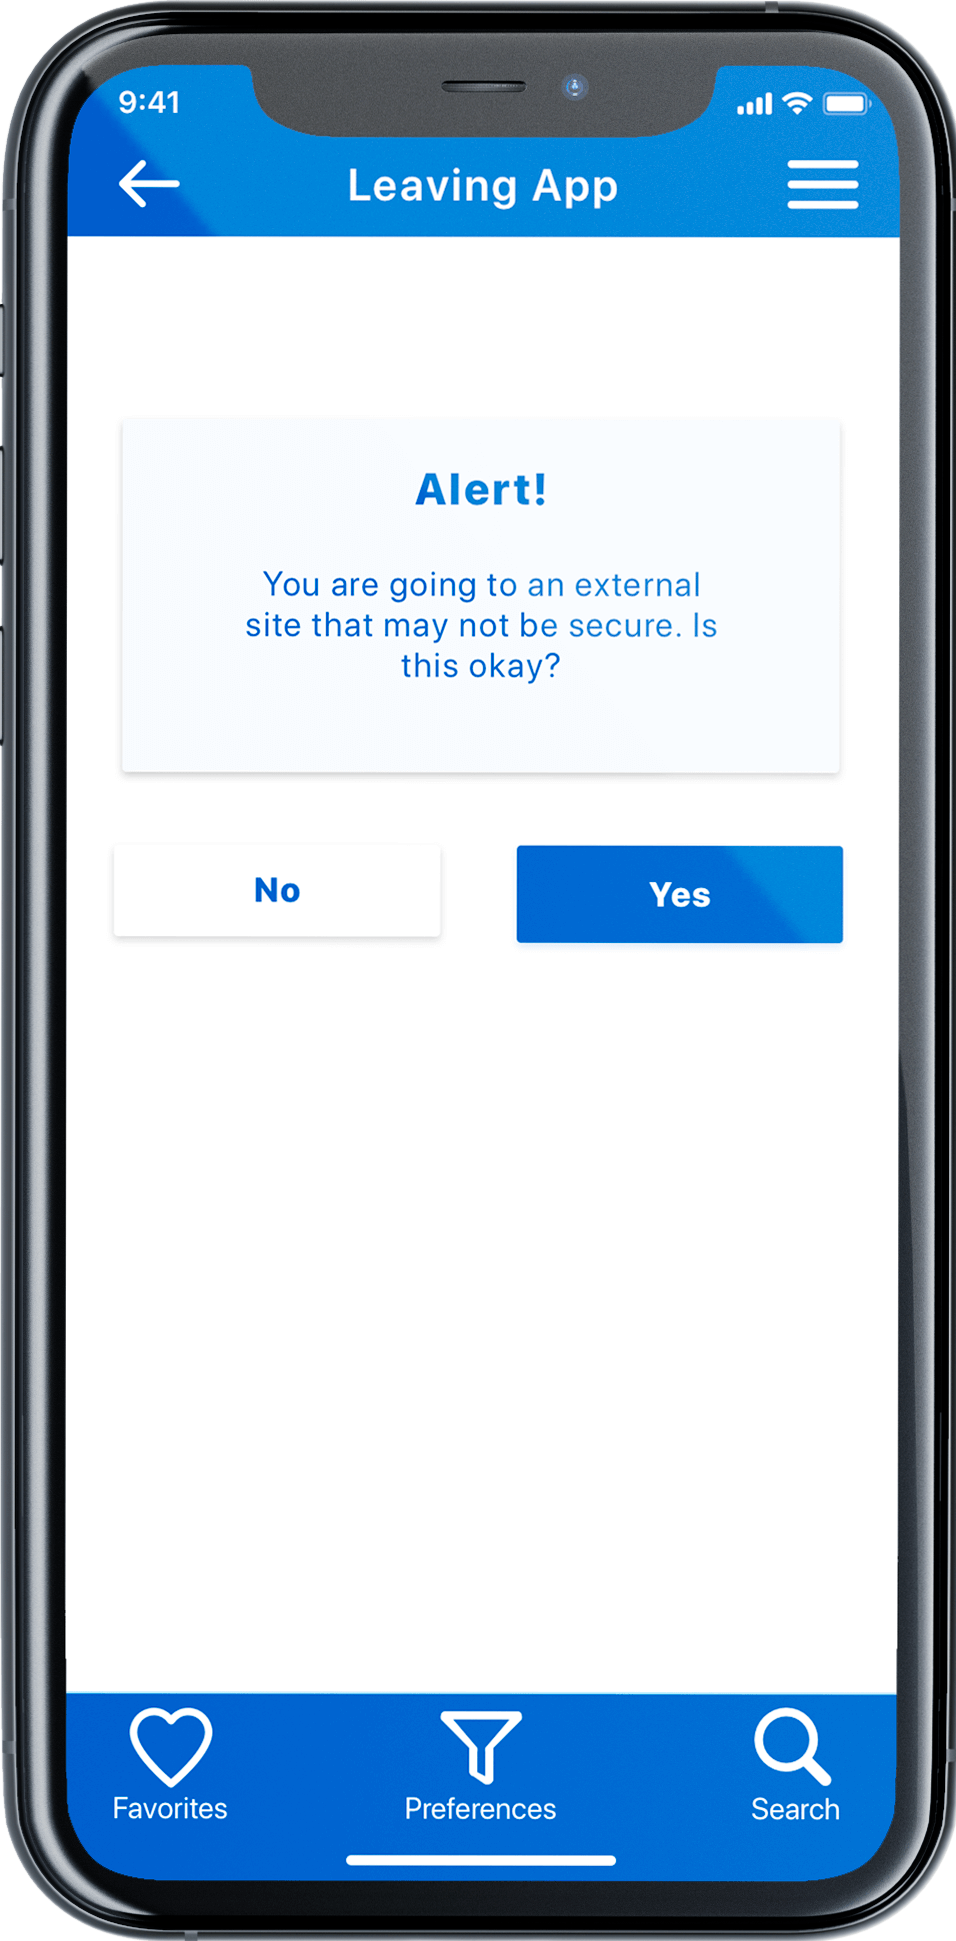 9:41
Leaving App
Alert!
You are going to an external
site that may not be secure. Is
this okay?
No
Yes
Favorites
Preferences
Search